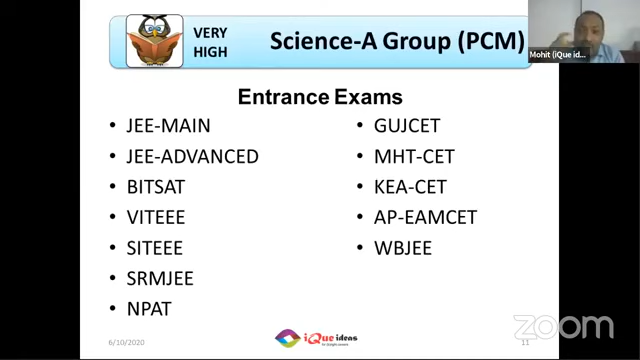 VERY
HIGH
Science-A Group (PCM)
Mohit (iQue id...
Entrance Exams
• JEE-MAIN
• JEE-ADVANCED
• BITSAT
• VITEEE
• SITEEE
• SRMJEE
• NPAT
• GUJCET
• MHT-CET
• KEA-CET
• AP-EAMCET
• WBJEE
6/10/2020
iQue ideas
11
zoom